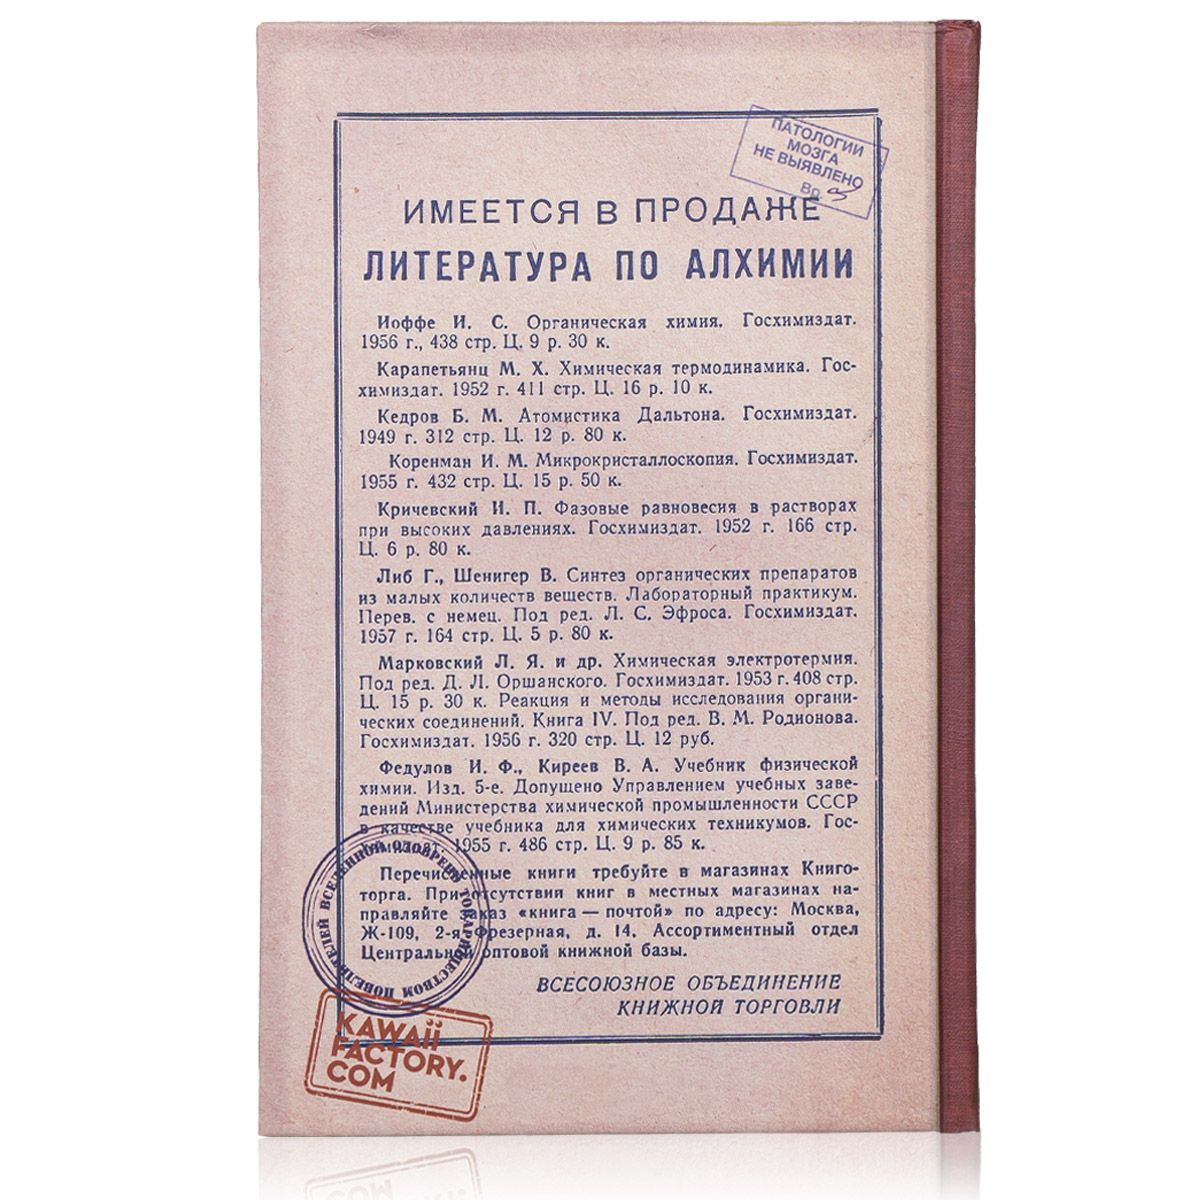 ПАТОЛОГИИ
МОЗГА
НЕ ВЫЯВЛЕНО
Вр.
ИМЕЕТСЯ В ПРОДАЖЕ
ЛИТЕРАТУРА ПО АЛХИМИИ
Иоффе И. С. Органическая химия. Госхимиздат.
1956 г., 438 стр. Ц. 9 р. 30 к.
Карапетьянц М. Х. Химическая термодинамика. Гос-
химиздат. 1952 г. 411 стр. Ц. 16 р. 10 к.
Кедров Б. М. Атомистика Дальтона. Госхимиздат.
1949 г. 312 стр. Ц. 12 р. 80 к.
Коренман И. М. Микрокристаллоскопия. Госхимиздат.
1955 г. 432 стр. Ц. 15 р. 50 к.
Кричевский И. П. Фазовые равновесия в растворах
при высоких давлениях. Госхимиздат. 1952 г. 166 стр.
Ц. 6 р. 80 к.
Либ Г., Шенигер В. Синтез органических препаратов
из малых количеств веществ. Лабораторный практикум.
Перев. с немец. Под ред. Л. С. Эфроса. Госхимиздат.
1957 г. 164 стр. Ц. 5 р. 80 к.
Марковский Л. Я. и др. Химическая электротермия.
Под ред. Д. Л. Оршанского. Госхимиздат. 1953 г. 408 стр.
Ц. 15 р. 30 к. Реакция и методы исследования органи-
ческих соединений. Книга IV. Под ред. В. М. Родионова.
Госхимиздат. 1956 г. 320 стр. Ц. 12 руб.
Федулов И. Ф., Киреев В. А. Учебник физической
химии. Изд. 5-е. Допущено Управлением учебных заве-
дений Министерства химической промышленности СССР
в качестве учебника для химических техникумов. Гос-
химиздат. 1955 г. 486 стр. Ц. 9 р. 85 к.
Перечисленные книги требуйте в магазинах Книго-
торга. При отсутствии книг в местных магазинах на-
правляйте заказ «книга — почтой» по адресу: Москва,
Ж-109, 2-я Фрезерная, д. 14. Ассортиментный отдел
Центральной оптовой книжной базы.
ВСЕСОЮЗНОЕ ОБЪЕДИНЕНИЕ
КНИЖНОЙ ТОРГОВЛИ
ОДОБРЕНО ТОВАРИЩЕСТВОМ ПОВЕЛИТЕЛЕЙ ВСЕЛЕННОЙ
KAWAII
FACTORY.
COM